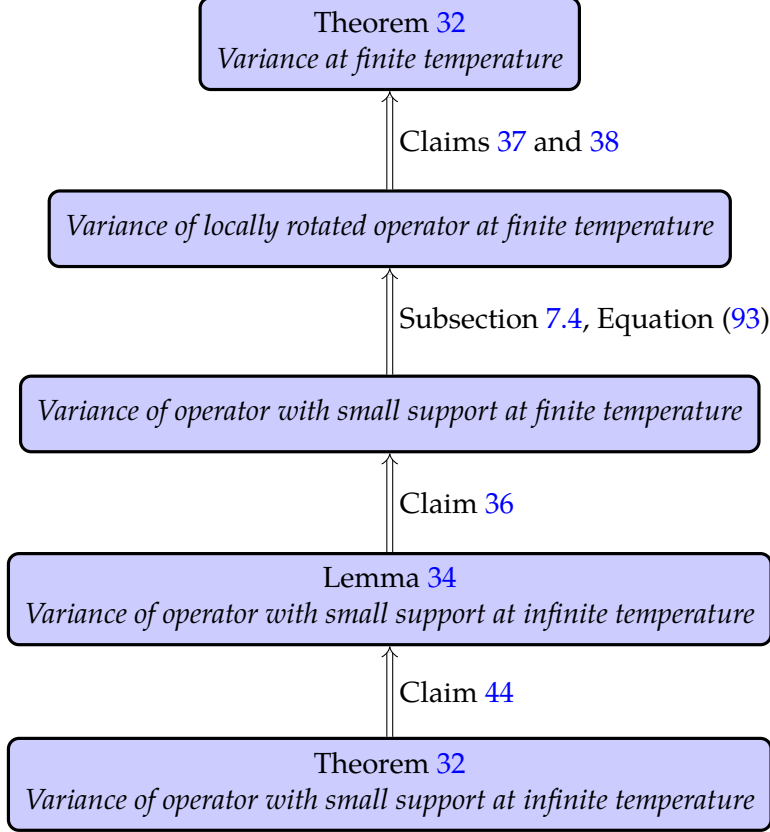 Theorem 32
Variance at finite temperature
Claims 37 and 38
Variance of locally rotated operator at finite temperature
Subsection 7.4, Equation (93)
Variance of operator with small support at finite temperature
Claim 36
Lemma 34
Variance of operator with small support at infinite temperature
Claim 44
Theorem 32
Variance of operator with small support at infinite temperature